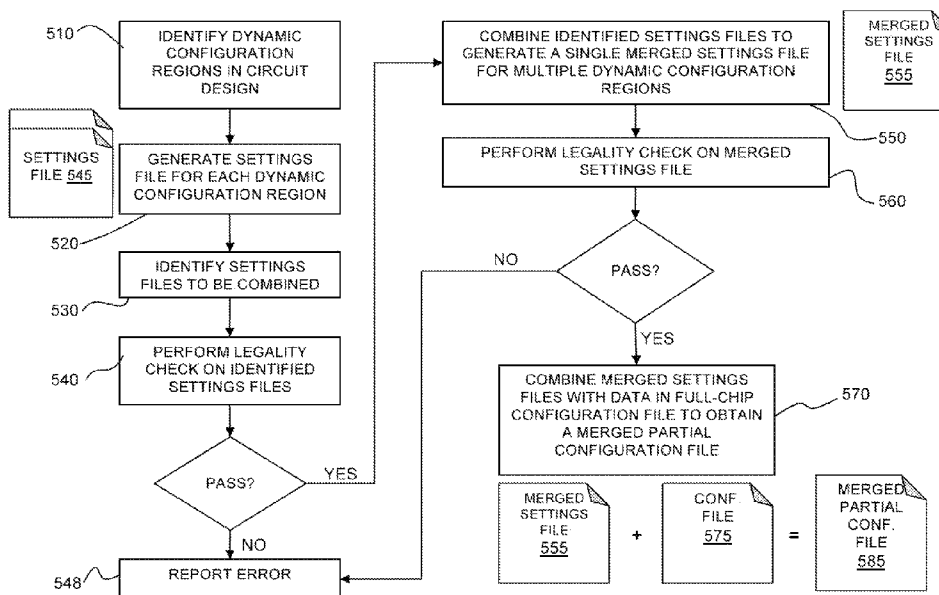 510
IDENTIFY DYNAMIC
CONFIGURATION
REGIONS IN CIRCUIT
DESIGN
SETTINGS
FILE 545
GENERATE SETTINGS
FILE FOR EACH DYNAMIC
CONFIGURATION REGION
520
IDENTIFY SETTINGS
FILES TO BE COMBINED
530
540
PERFORM LEGALITY
CHECK ON IDENTIFIED
SETTINGS FILES
PASS?
YES
NO
548
REPORT ERROR
COMBINE IDENTIFIED SETTINGS FILES TO
GENERATE A SINGLE MERGED SETTINGS FILE
FOR MULTIPLE DYNAMIC CONFIGURATION
REGIONS
MERGED
SETTINGS
FILE
555
550
PERFORM LEGALITY CHECK ON MERGED
SETTINGS FILE
560
NO
PASS?
YES
COMBINE MERGED SETTINGS
FILES WITH DATA IN FULL-CHIP
CONFIGURATION FILE TO OBTAIN
A MERGED PARTIAL
CONFIGURATION FILE
570
MERGED
SETTINGS
FILE
555
+
CONF.
FILE
575
=
MERGED
PARTIAL
CONF.
FILE
585